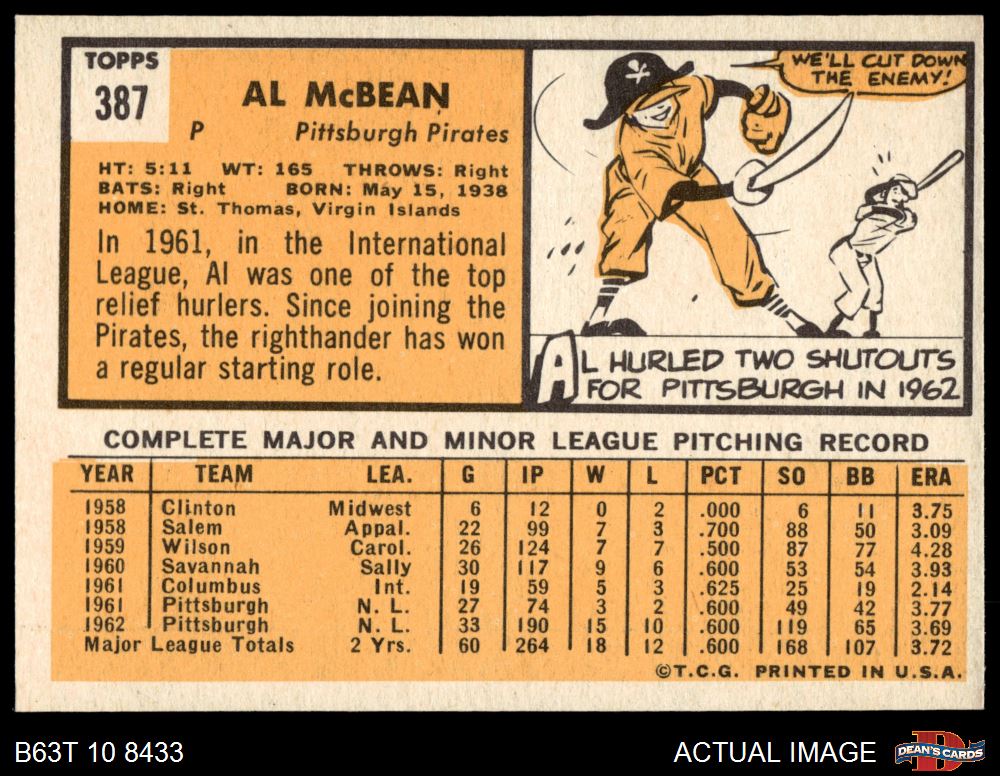 TOPPS
387
AL McBEAN
P Pittsburgh Pirates
HT: 5:11 WT: 165 THROWS: Right
BATS: Right BORN: May 15, 1938
HOME: St. Thomas, Virgin Islands
In 1961, in the International
League, Al was one of the top
relief hurlers. Since joining the
Pirates, the righthander has won
a regular starting role.
WE'LL CUT DOWN
THE ENEMY!
AL HURLED TWO SHUTOUTS
FOR PITTSBURGH IN 1962
COMPLETE MAJOR AND MINOR LEAGUE PITCHING RECORD
YEAR TEAM LEA. G IP W L PCT SO BB ERA
1958 Clinton Midwest 6 12 0 2 .000 6 11 3.75
1958 Salem Appal. 22 99 7 3 .700 88 50 3.09
1959 Wilson Carol. 26 124 7 7 .500 87 77 4.28
1960 Savannah Sally 30 117 9 6 .600 53 54 3.93
1961 Columbus Int. 19 59 5 3 .625 25 19 2.14
1961 Pittsburgh N. L. 27 74 3 2 .600 49 42 3.77
1962 Pittsburgh N. L. 33 190 15 10 .600 119 65 3.69
Major League Totals 2 Yrs. 60 264 18 12 .600 168 107 3.72
©T.C.G. PRINTED IN U.S.A.
B63T 10 8433 ACTUAL IMAGE DEAN'S CARDS